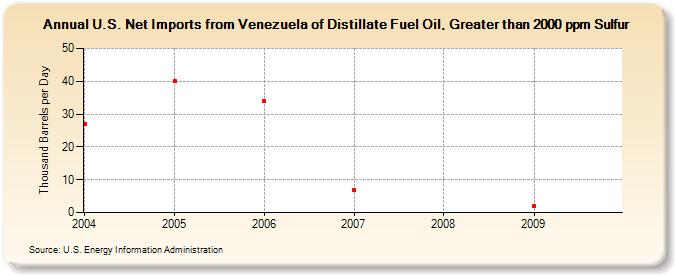 Annual U.S. Net Imports from Venezuela of Distillate Fuel Oil, Greater than 2000 ppm Sulfur
Thousand Barrels per Day
50
40
30
20
10
0
2004 2005 2006 2007 2008 2009
Source: U.S. Energy Information Administration